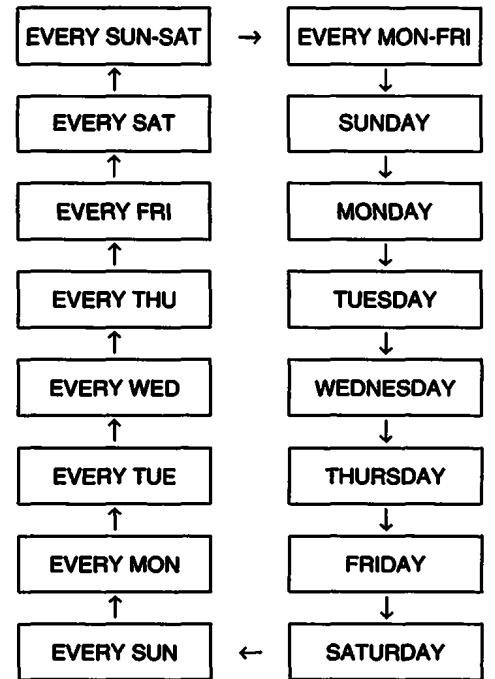 EVERY SUN-SAT → EVERY MON-FRI
↑ ↓
EVERY SAT SUNDAY
↑ ↓
EVERY FRI MONDAY
↑ ↓
EVERY THU TUESDAY
↑ ↓
EVERY WED WEDNESDAY
↑ ↓
EVERY TUE THURSDAY
↑ ↓
EVERY MON FRIDAY
↑ ↓
EVERY SUN ← SATURDAY